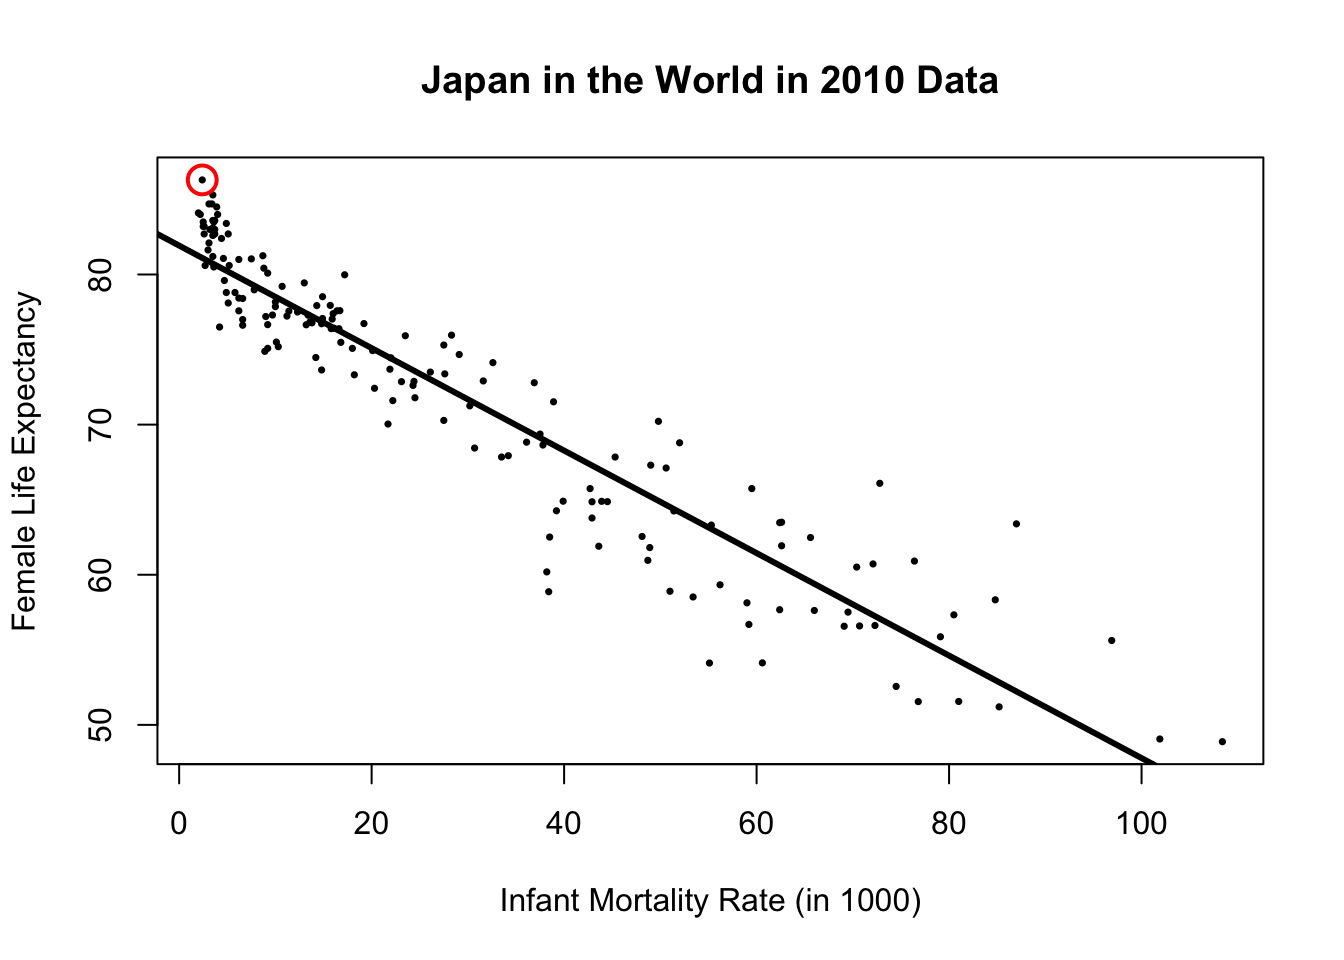 Japan in the World in 2010 Data
Female Life Expectancy
80
70
60
50
0 20 40 60 80 100
Infant Mortality Rate (in 1000)